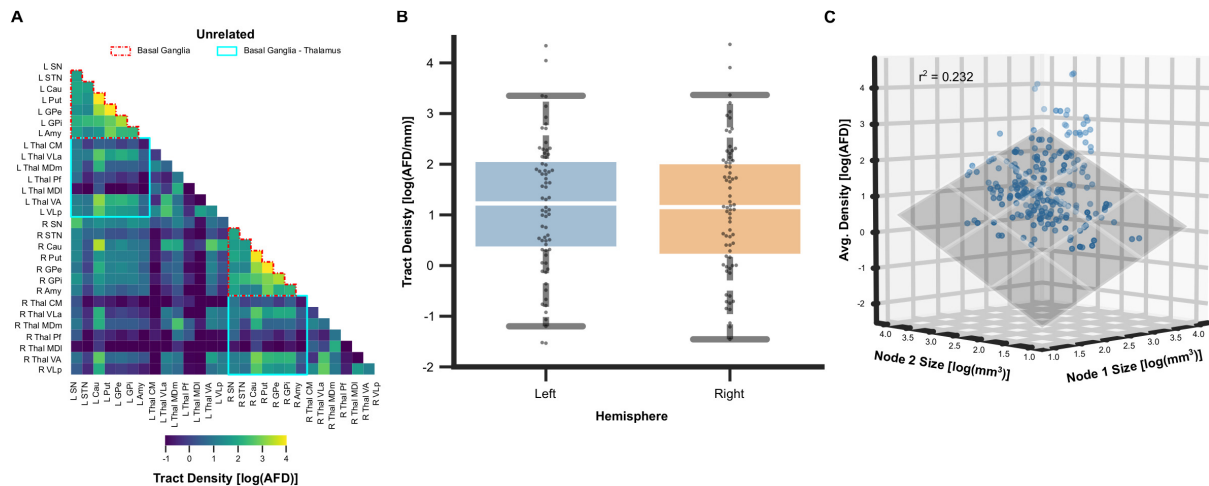 A
Unrelated
Basal Ganglia
Basal Ganglia - Thalamus
L SN
L STN
L Cau
L Put
L GPe
L GPi
L Amy
L Thal CM
L Thal VLa
L Thal MDm
L Thal Pf
L Thal MDl
L Thal VA
L VLp
R SN
R STN
R Cau
R Put
R GPe
R GPi
R Amy
R Thal CM
R Thal VLa
R Thal MDm
R Thal Pf
R Thal MDl
R Thal VA
R VLp
L SN
L STN
L Cau
L Put
L GPe
L GPi
L Amy
L Thal CM
L Thal VLa
L Thal MDm
L Thal Pf
L Thal MDl
L Thal VA
L VLp
R SN
R STN
R Cau
R Put
R GPe
R GPi
R Amy
R Thal CM
R Thal VLa
R Thal MDm
R Thal Pf
R Thal MDl
R Thal VA
R VLp
-1 0 1 2 3 4
Tract Density [log(AFD)]
B
Tract Denisty [log(AFD/mm)]
4
3
2
1
0
-1
-2
Left Right
Hemisphere
C
r² = 0.232
Avg. Density [log(AFD)]
4
3
2
1
0
-1
-2
4.0 3.5 3.0 2.5 2.0 1.5 1.0
Node 2 Size [log(mm³)]
1.0 1.5 2.0 2.5 3.0 3.5 4.0
Node 1 Size [log(mm³)]